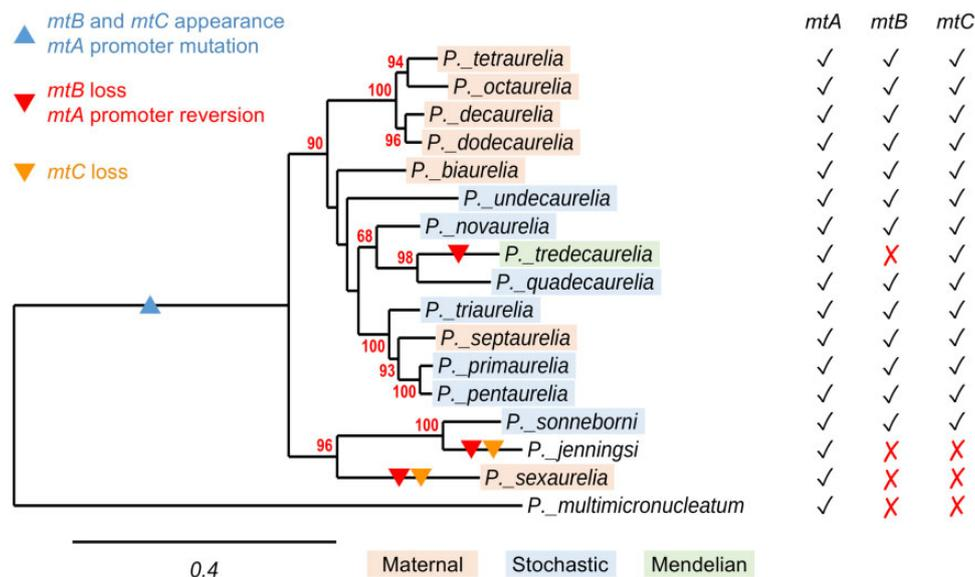 mtB and mtC appearance
mtA promoter mutation
mtB loss
mtA promoter reversion
mtC loss
mtA mtB mtC
94
P._tetraurelia ✓ ✓ ✓
100
P._octaurelia ✓ ✓ ✓
P._decaurelia ✓ ✓ ✓
96
P._dodecaurelia ✓ ✓ ✓
90
P._biaurelia ✓ ✓ ✓
P._undecaurelia ✓ ✓ ✓
P._novaurelia ✓ ✓ ✓
68
98
P._tredecaurelia ✓ ✗ ✓
P._quadecaurelia ✓ ✓ ✓
P._triaurelia ✓ ✓ ✓
100
P._septaurelia ✓ ✓ ✓
93
P._primaurelia ✓ ✓ ✓
100
P._pentaurelia ✓ ✓ ✓
100
P._sonneborni ✓ ✓ ✓
96
P._jenningsi ✓ ✗ ✗
P._sexaurelia ✓ ✗ ✗
P._multimicronucleatum ✓ ✗ ✗
0.4
Maternal Stochastic Mendelian